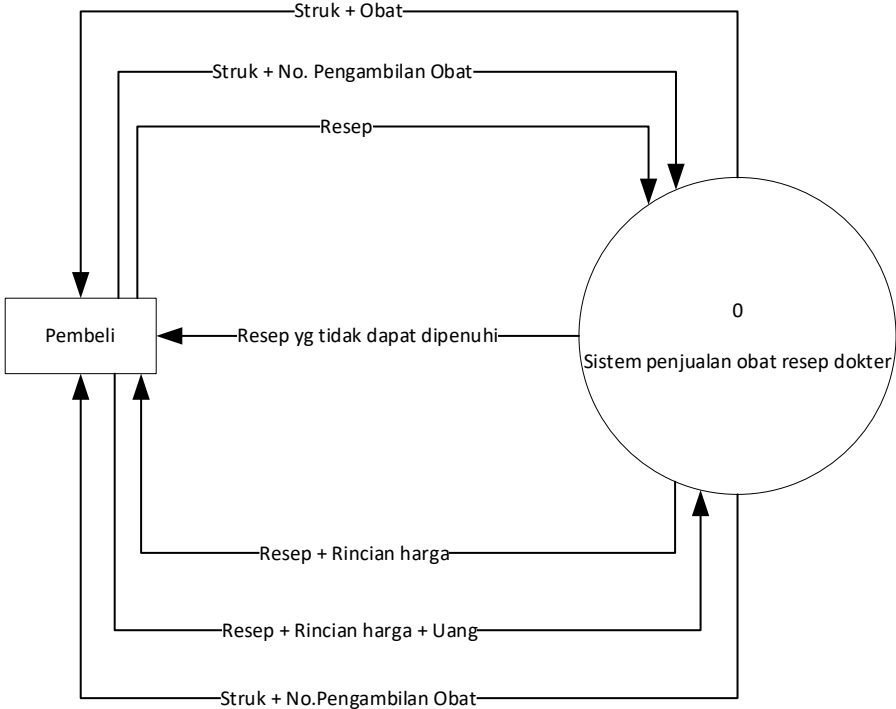 Struk + Obat
Struk + No. Pengambilan Obat
Resep
0
Pembeli
Resep yg tidak dapat dipenuhi
Sistem penjualan obat resep dokter
Resep + Rincian harga
Resep + Rincian harga + Uang
Struk + No.Pengambilan Obat